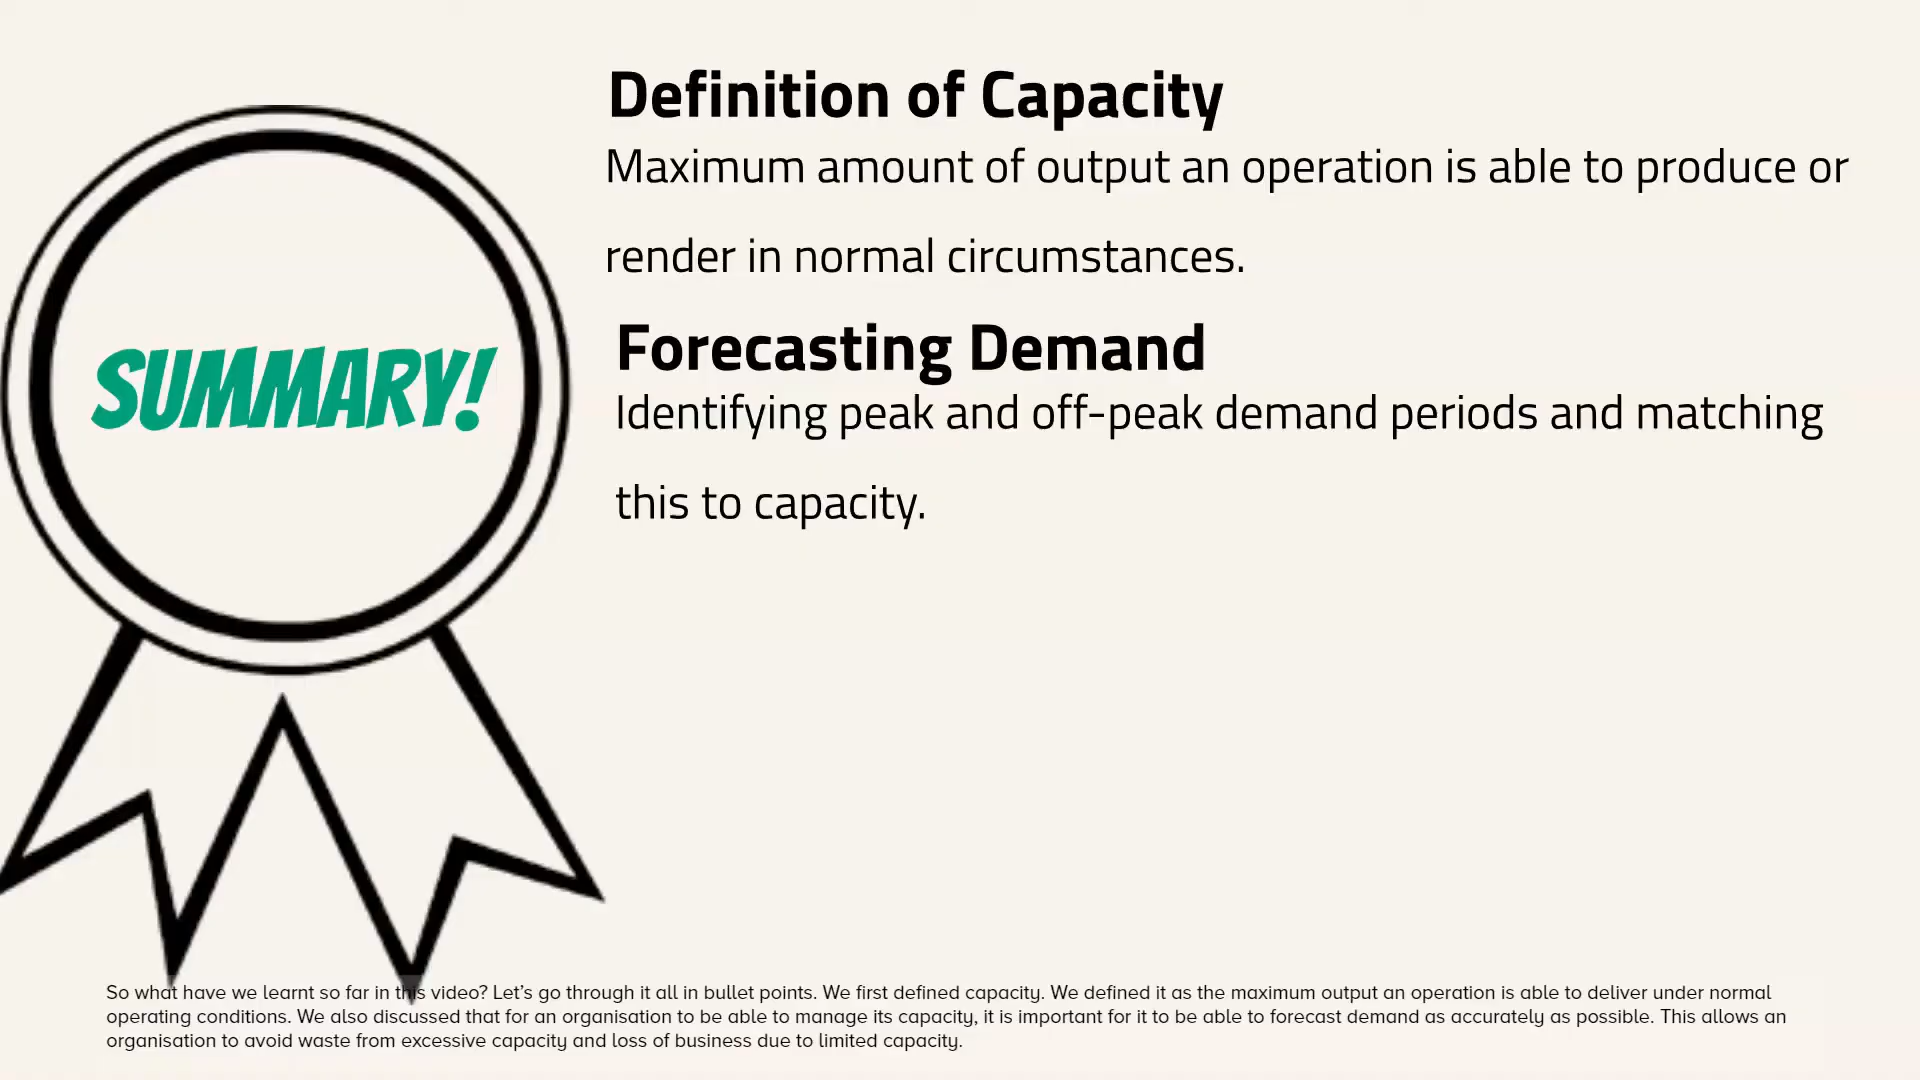 Definition of Capacity
Maximum amount of output an operation is able to produce or
render in normal circumstances.
SUMMARY!
Forecasting Demand
Identifying peak and off-peak demand periods and matching
this to capacity.
So what have we learnt so far in this video? Let's go through it all in bullet points. We first defined capacity. We defined it as the maximum output an operation is able to deliver under normal
operating conditions. We also discussed that for an organisation to be able to manage its capacity, it is important for it to be able to forecast demand as accurately as possible. This allows an
organisation to avoid waste from excessive capacity and loss of business due to limited capacity.